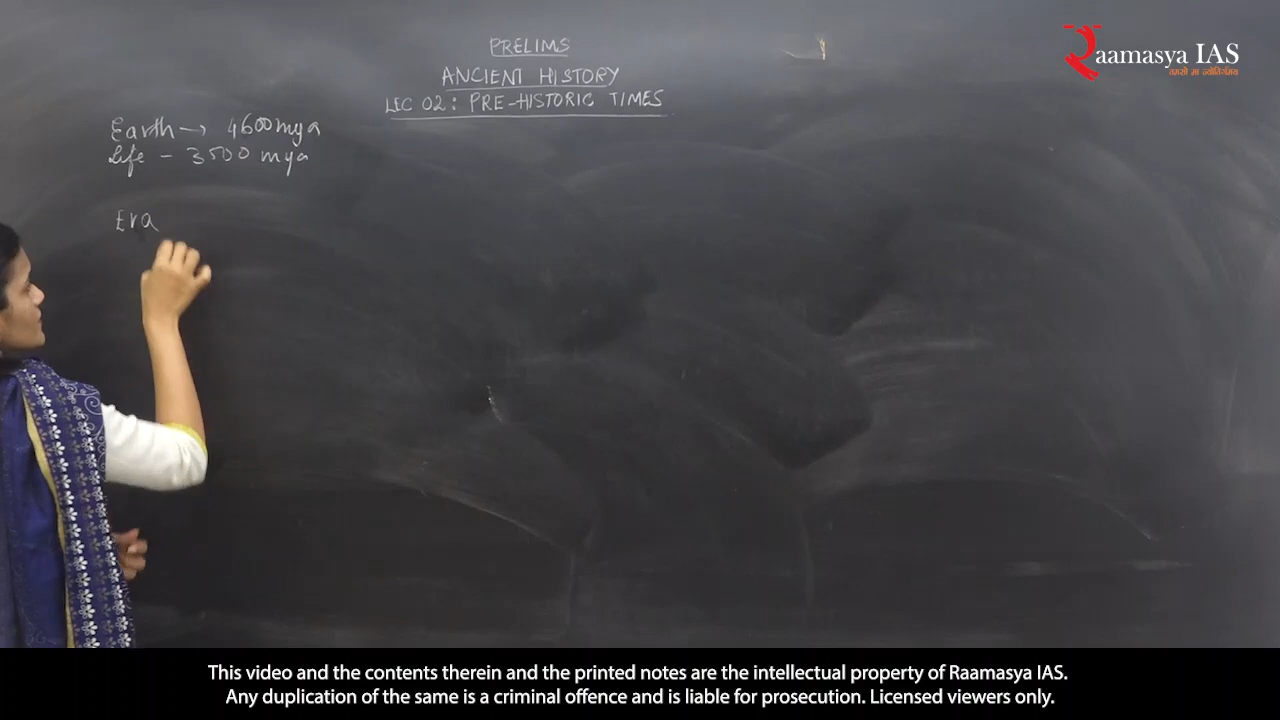 PRELIMS
ANCIENT HISTORY
LEC 02: PRE-HISTORIC TIMES
Raamasya IAS
तमसो मा ज्योतिर्गमय
Earth → 4600 mya
Life - 3500 mya
Era
This video and the contents therein and the printed notes are the intellectual property of Raamasya IAS.
Any duplication of the same is a criminal offence and is liable for prosecution. Licensed viewers only.